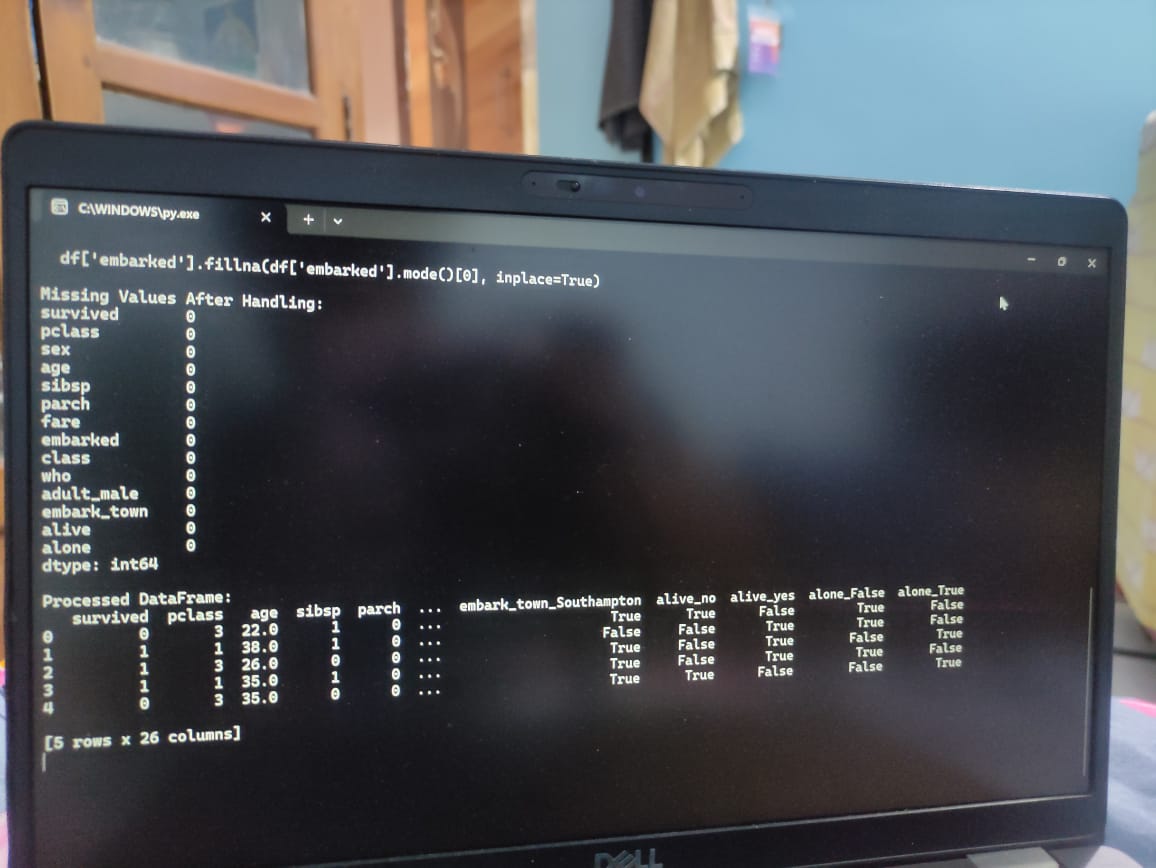 C:\WINDOWS\py.exe
df['embarked'].fillna(df['embarked'].mode()[0], inplace=True)
Missing Values After Handling:
survived 0
pclass 0
sex 0
age 0
sibsp 0
parch 0
fare 0
embarked 0
class 0
who 0
adult_male 0
embark_town 0
alive 0
alone 0
dtype: int64
Processed DataFrame:
survived pclass age sibsp parch ... embark_town_Southampton alive_no alive_yes alone_False alone_True
0 0 3 22.0 1 0 ... True True False True False
1 1 1 38.0 1 0 ... False False True True False
2 1 3 26.0 0 0 ... True False True False True
3 1 1 35.0 1 0 ... True False True True False
4 0 3 35.0 0 0 ... True True False False True
[5 rows x 26 columns]
DELL